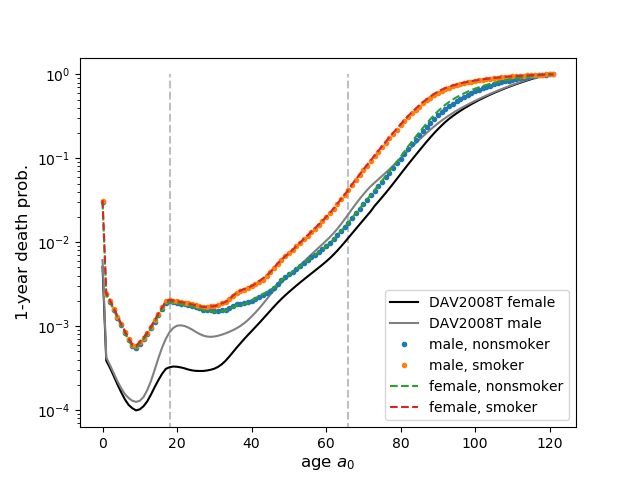 10⁰
10⁻¹
10⁻²
10⁻³
10⁻⁴
1-year death prob.
DAV2008T female
DAV2008T male
male, nonsmoker
male, smoker
female, nonsmoker
female, smoker
0 20 40 60 80 100 120
age a₀